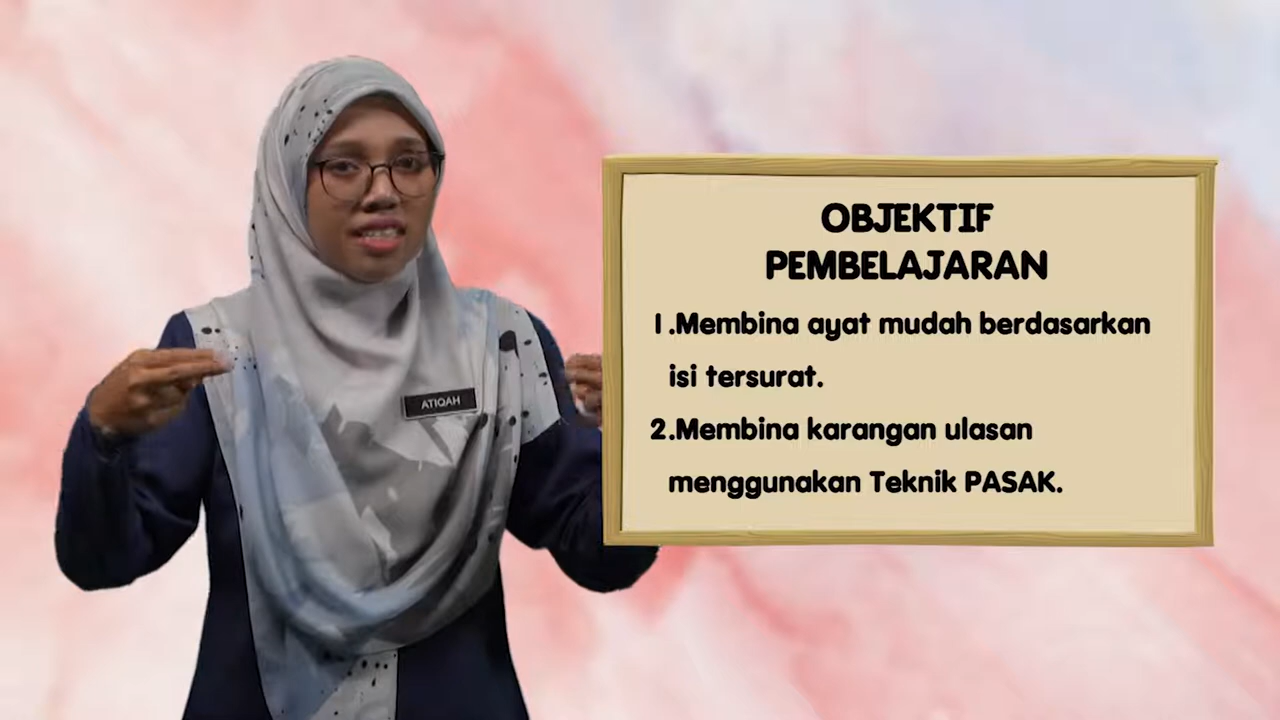 ATIQAH
OBJEKTIF
PEMBELAJARAN
1.Membina ayat mudah berdasarkan
isi tersurat.
2.Membina karangan ulasan
menggunakan Teknik PASAK.